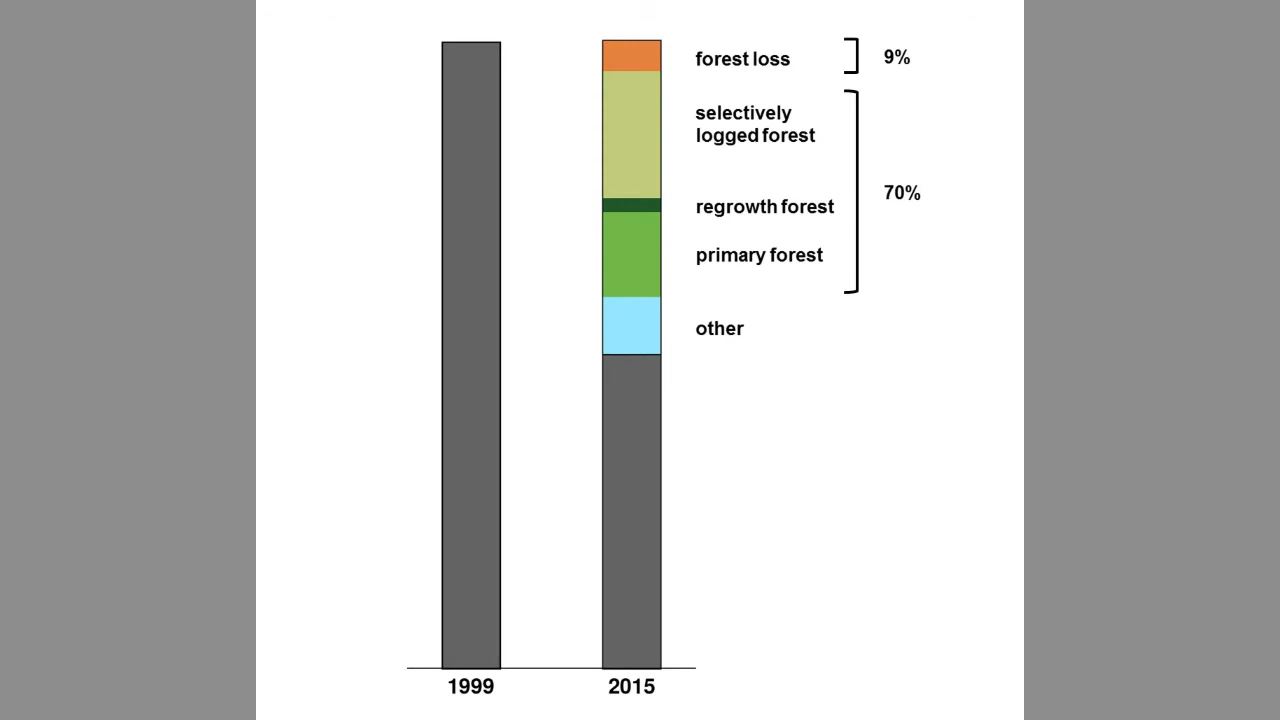 forest loss
9%
selectively
logged forest
70%
regrowth forest
primary forest
other
1999
2015